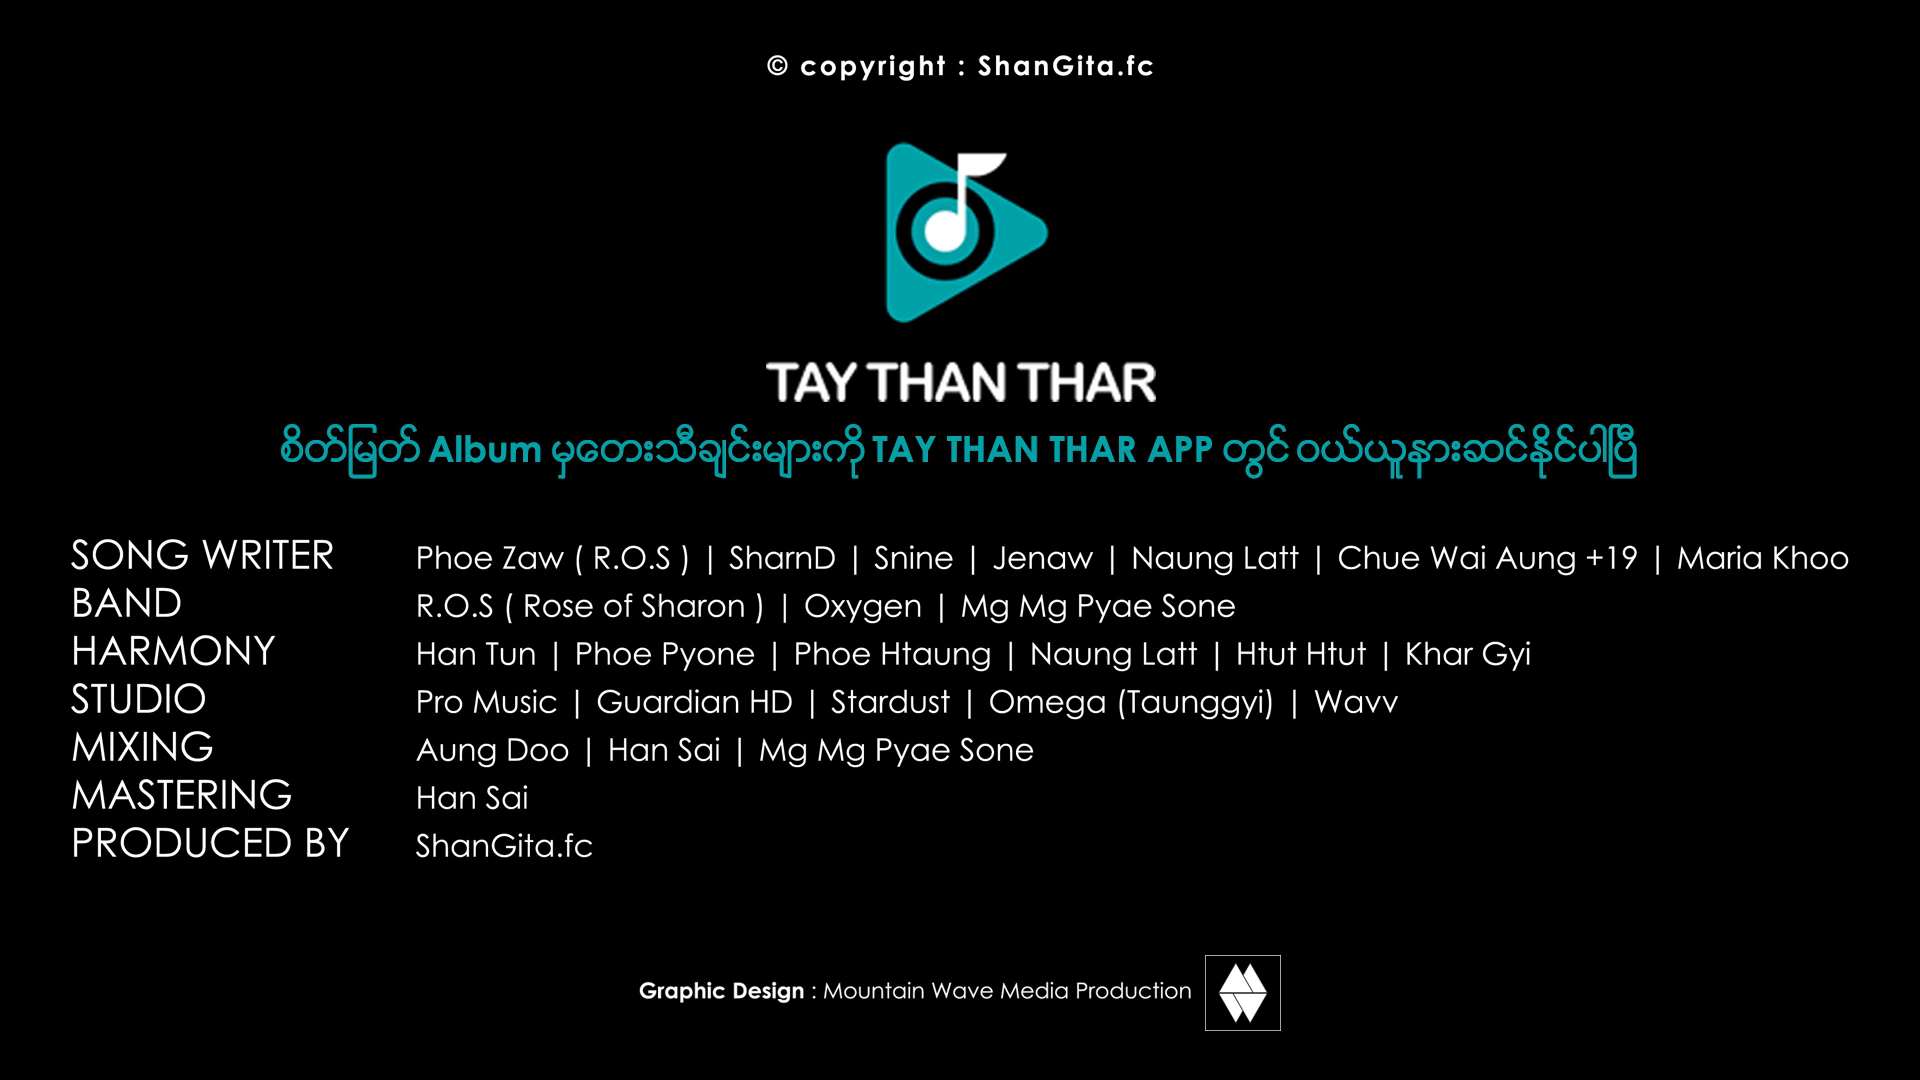 © copyright : ShanGita.fc
TAY THAN THAR
စိတ်မြတ် Album မှတေးသီချင်းများကို TAY THAN THAR APP တွင် ဝယ်ယူနားဆင်နိုင်ပါပြီ
SONG WRITER Phoe Zaw ( R.O.S ) | SharnD | Snine | Jenaw | Naung Latt | Chue Wai Aung +19 | Maria Khoo
BAND R.O.S ( Rose of Sharon ) | Oxygen | Mg Mg Pyae Sone
HARMONY Han Tun | Phoe Pyone | Phoe Htaung | Naung Latt | Htut Htut | Khar Gyi
STUDIO Pro Music | Guardian HD | Stardust | Omega (Taunggyi) | Wavv
MIXING Aung Doo | Han Sai | Mg Mg Pyae Sone
MASTERING Han Sai
PRODUCED BY ShanGita.fc
Graphic Design : Mountain Wave Media Production